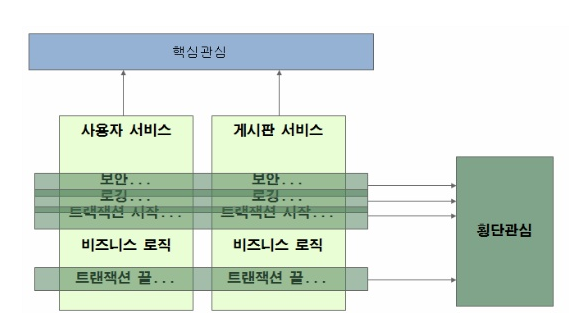 핵심관심
사용자 서비스
게시판 서비스
보안...
보안...
로깅...
로깅...
트랙잭션 시작...
트랙잭션 시작...
비즈니스 로직
비즈니스 로직
횡단관심
트랜잭션 끝...
트랜잭션 끝...